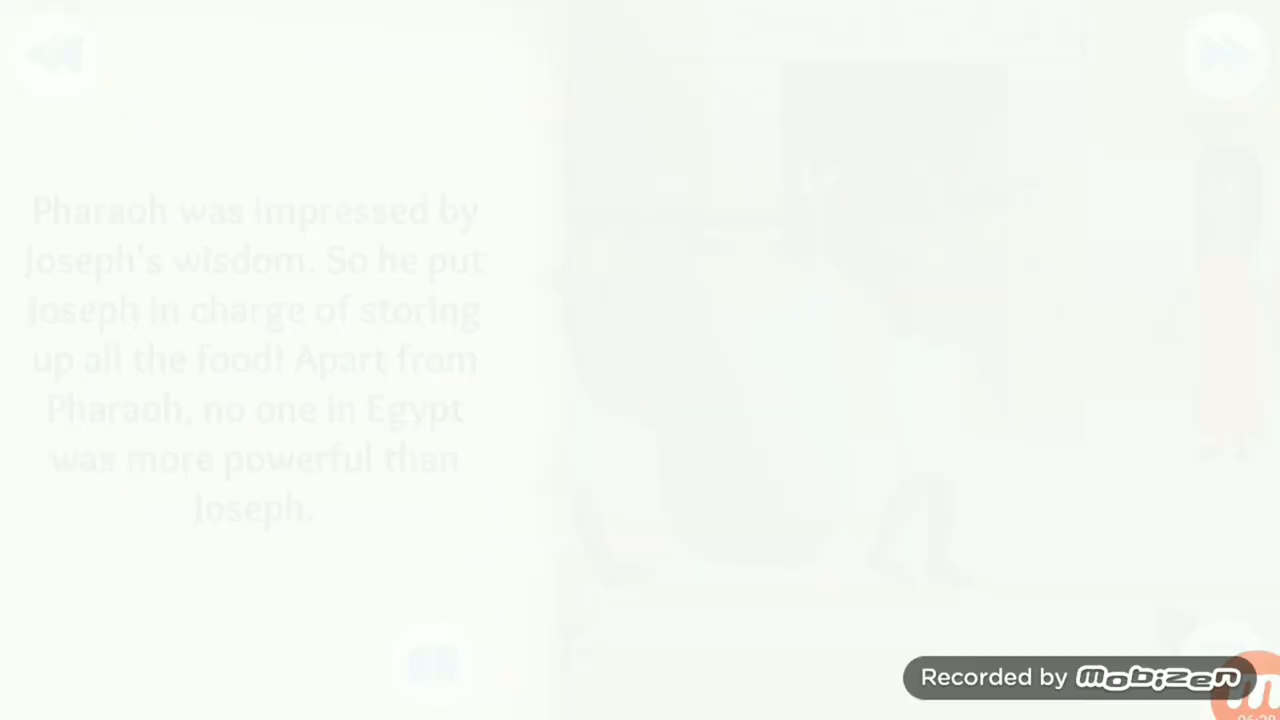 Pharaoh was impressed by
Joseph's wisdom. So he put
Joseph in charge of storing
up all the food! Apart from
Pharaoh, no one in Egypt
was more powerful than
Joseph.
Recorded by mobizen